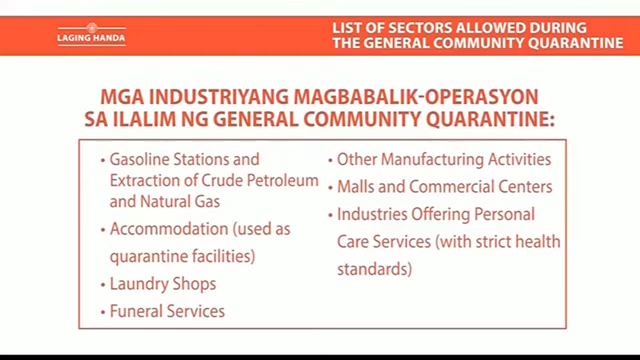 LAGING HANDA
LIST OF SECTORS ALLOWED DURING
THE GENERAL COMMUNITY QUARANTINE
MGA INDUSTRIYANG MAGBABALIK-OPERASYON
SA ILALIM NG GENERAL COMMUNITY QUARANTINE:
• Gasoline Stations and
Extraction of Crude Petroleum
and Natural Gas
• Accommodation (used as
quarantine facilities)
• Laundry Shops
• Funeral Services
• Other Manufacturing Activities
• Malls and Commercial Centers
• Industries Offering Personal
Care Services (with strict health
standards)